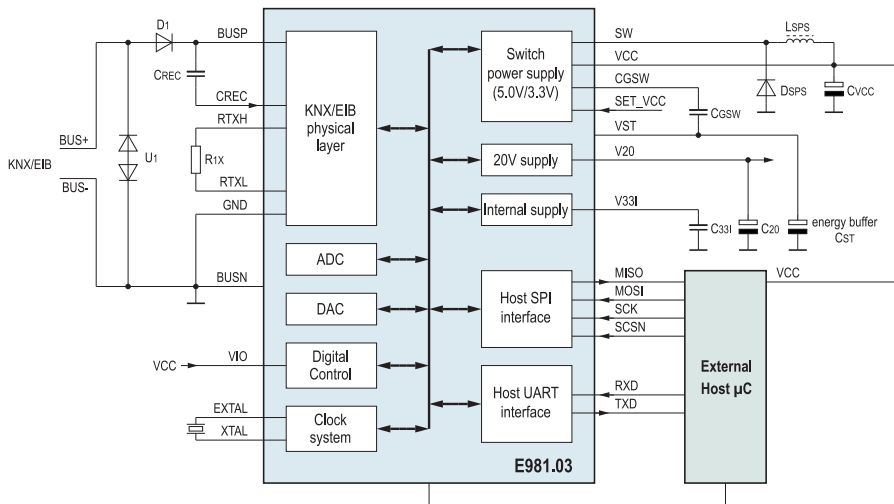 D1
BUSP
CREC
CREC
RTXH
R1X
RTXL
GND
BUSN
BUS+
KNX/EIB
BUS-
U1
VCC
VIO
EXTAL
XTAL
KNX/EIB
physical
layer
ADC
DAC
Digital
Control
Clock
system
Switch
power supply
(5.0V/3.3V)
20V supply
Internal supply
Host SPI
interface
Host UART
interface
E981.03
SW
VCC
CGSW
SET_VCC
VST
V20
V33I
LSPS
DSPS
CVCC
CGSW
C33I
C20
energy buffer
CST
MISO
MOSI
SCK
SCSN
RXD
TXD
VCC
External
Host µC